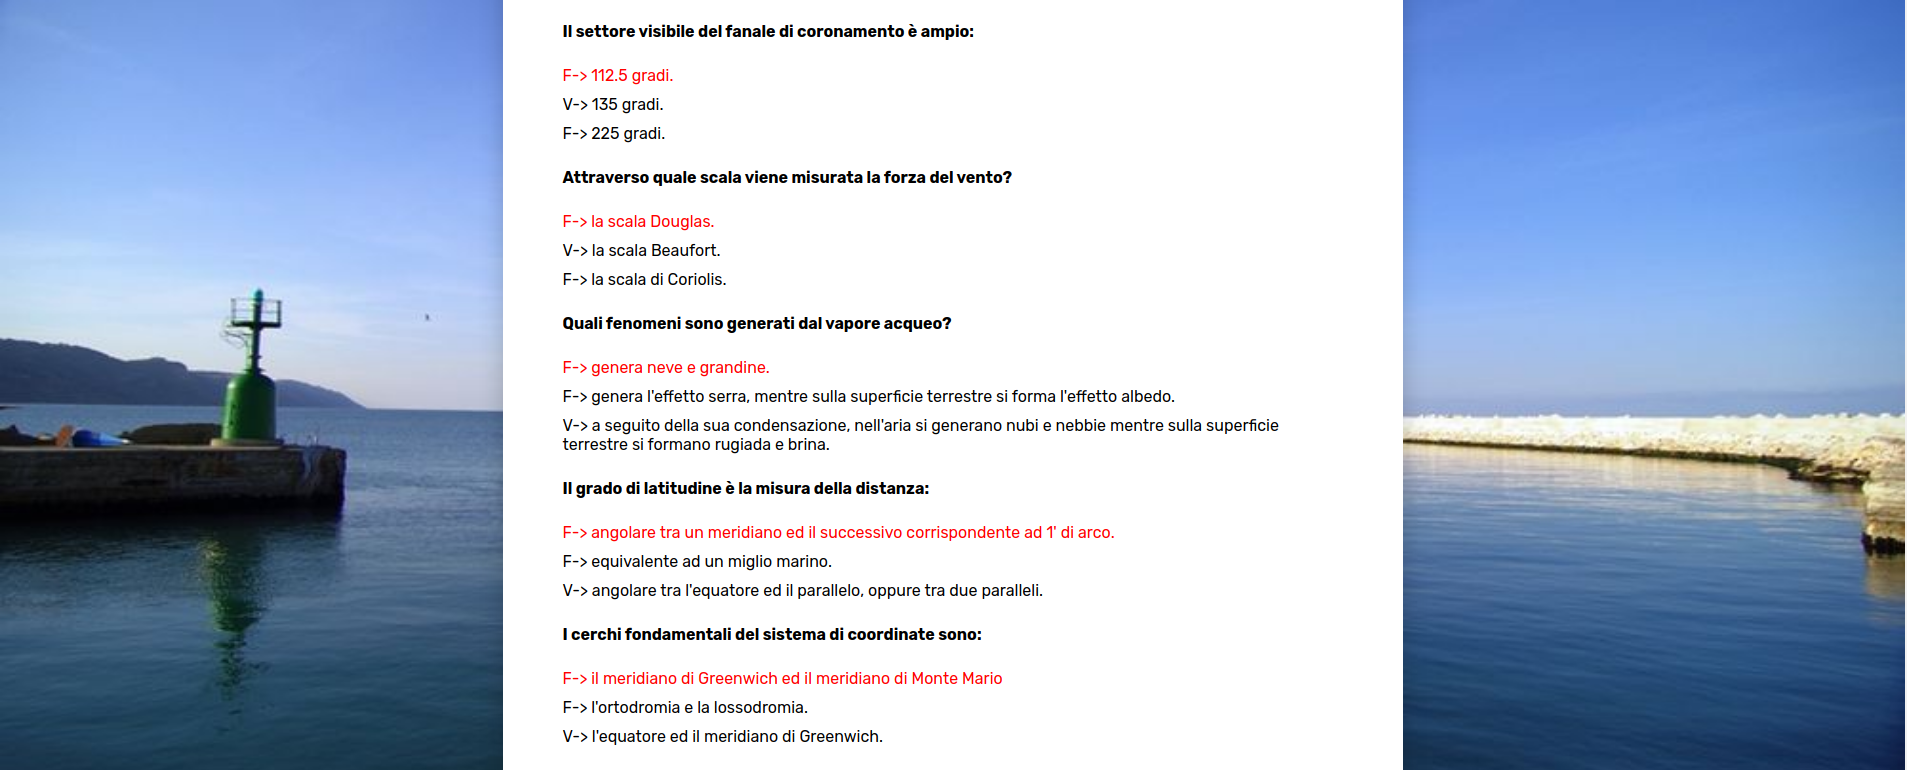 Il settore visibile del fanale di coronamento è ampio:
F-> 112.5 gradi.
V-> 135 gradi.
F-> 225 gradi.
Attraverso quale scala viene misurata la forza del vento?
F-> la scala Douglas.
V-> la scala Beaufort.
F-> la scala di Coriolis.
Quali fenomeni sono generati dal vapore acqueo?
F-> genera neve e grandine.
F-> genera l'effetto serra, mentre sulla superficie terrestre si forma l'effetto albedo.
V-> a seguito della sua condensazione, nell'aria si generano nubi e nebbie mentre sulla superficie
terrestre si formano rugiada e brina.
Il grado di latitudine è la misura della distanza:
F-> angolare tra un meridiano ed il successivo corrispondente ad 1' di arco.
F-> equivalente ad un miglio marino.
V-> angolare tra l'equatore ed il parallelo, oppure tra due paralleli.
I cerchi fondamentali del sistema di coordinate sono:
F-> il meridiano di Greenwich ed il meridiano di Monte Mario
F-> l'ortodromia e la lossodromia.
V-> l'equatore ed il meridiano di Greenwich.